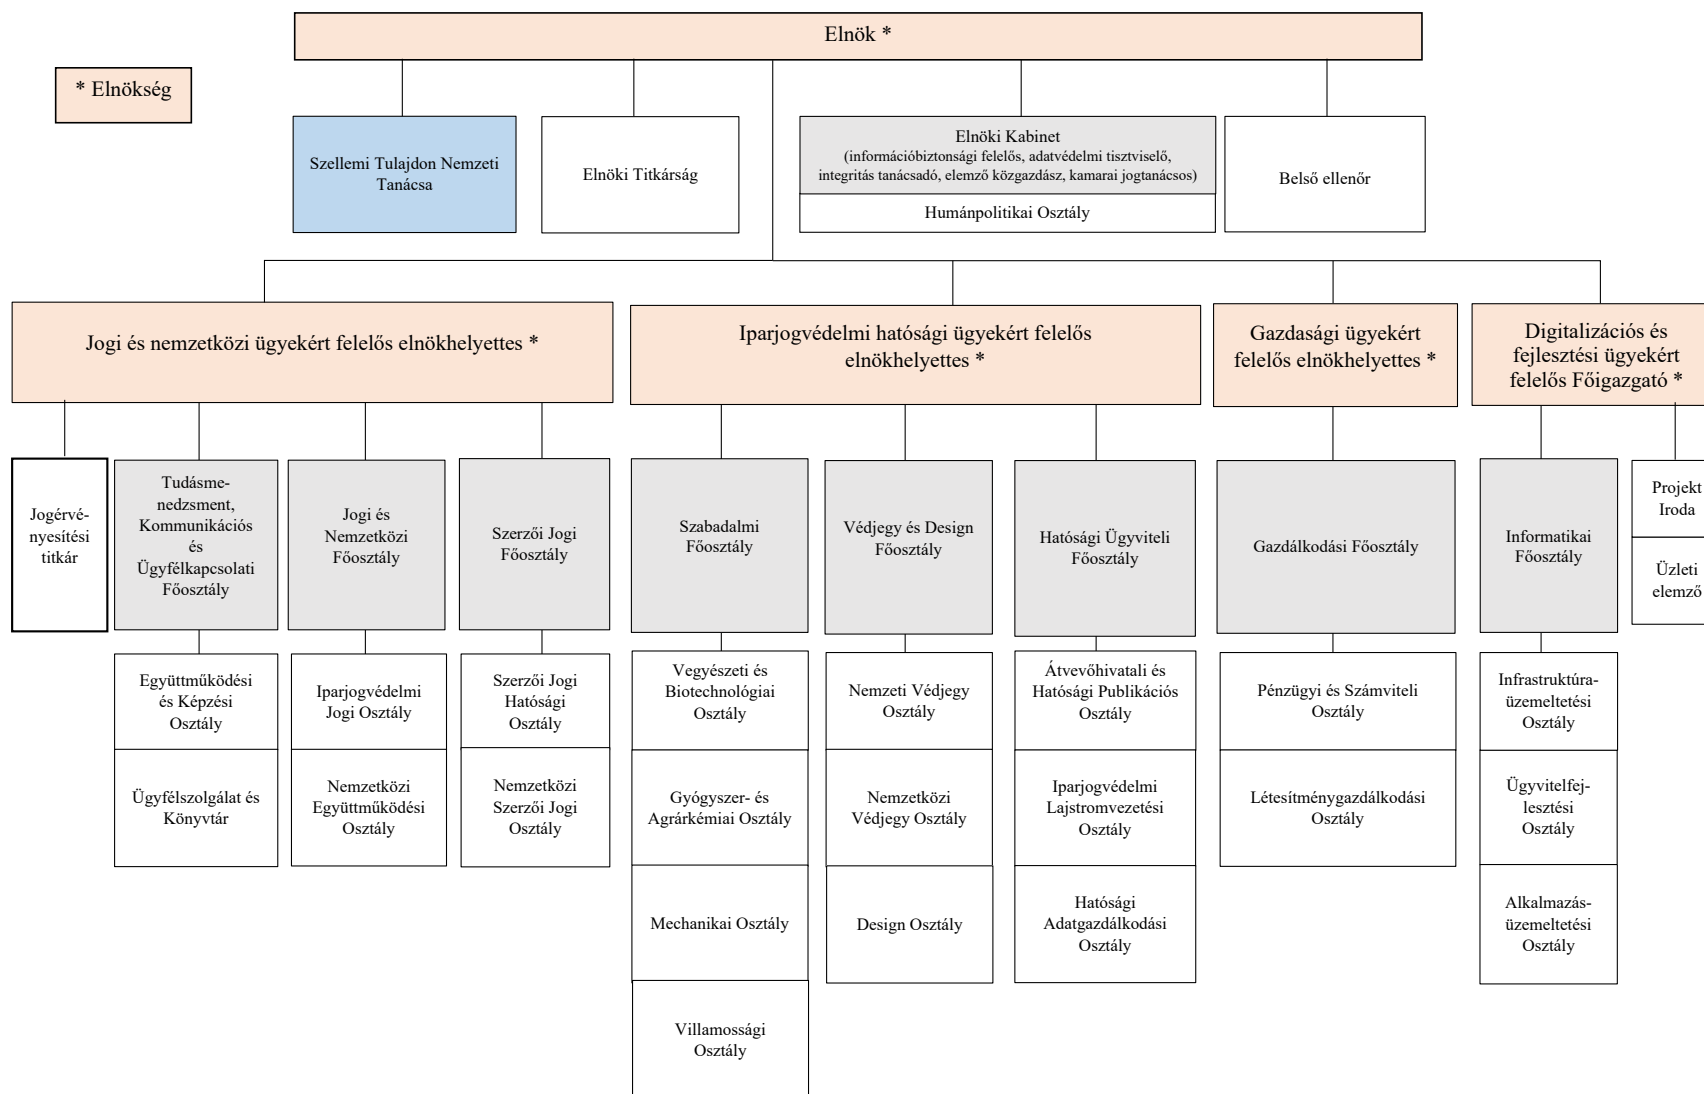 Elnök *
* Elnökség
Szellemi Tulajdon Nemzeti
Tanácsa
Elnöki Titkárság
Elnöki Kabinet
(információbiztonsági felelős, adatvédelmi tisztviselő,
integritás tanácsadó, elemző közgazdász, kamarai jogtanácsos)
Humánpolitikai Osztály
Belső ellenőr
Jogi és nemzetközi ügyekért felelős elnökhelyettes *
Iparjogvédelmi hatósági ügyekért felelős
elnökhelyettes *
Gazdasági ügyekért
felelős elnökhelyettes *
Digitalizációs és
fejlesztési ügyekért
felelős Főigazgató *
Jogérvé-
nyesítési
titkár
Tudásme-
nedzsment,
Kommunikációs
és
Ügyfélkapcsolati
Főosztály
Jogi és
Nemzetközi
Főosztály
Szerzői Jogi
Főosztály
Szabadalmi
Főosztály
Védjegy és Design
Főosztály
Hatósági Ügyviteli
Főosztály
Gazdálkodási Főosztály
Informatikai
Főosztály
Projekt
Iroda
Üzleti
elemző
Együttműködési
és Képzési
Osztály
Ügyfélszolgálat és
Könyvtár
Iparjogvédelmi
Jogi Osztály
Nemzetközi
Együttműködési
Osztály
Szerzői Jogi
Hatósági
Osztály
Nemzetközi
Szerzői Jogi
Osztály
Vegyészeti és
Biotechnológiai
Osztály
Gyógyszer- és
Agrárkémiai Osztály
Mechanikai Osztály
Villamossági
Osztály
Nemzeti Védjegy
Osztály
Nemzetközi
Védjegy Osztály
Design Osztály
Átvevőhivatali és
Hatósági Publikációs
Osztály
Iparjogvédelmi
Lajstromvezetési
Osztály
Hatósági
Adatgazdálkodási
Osztály
Pénzügyi és Számviteli
Osztály
Létesítménygazdálkodási
Osztály
Infrastruktúra-
üzemeltetési
Osztály
Ügyvitelfej-
lesztési
Osztály
Alkalmazás-
üzemeltetési
Osztály